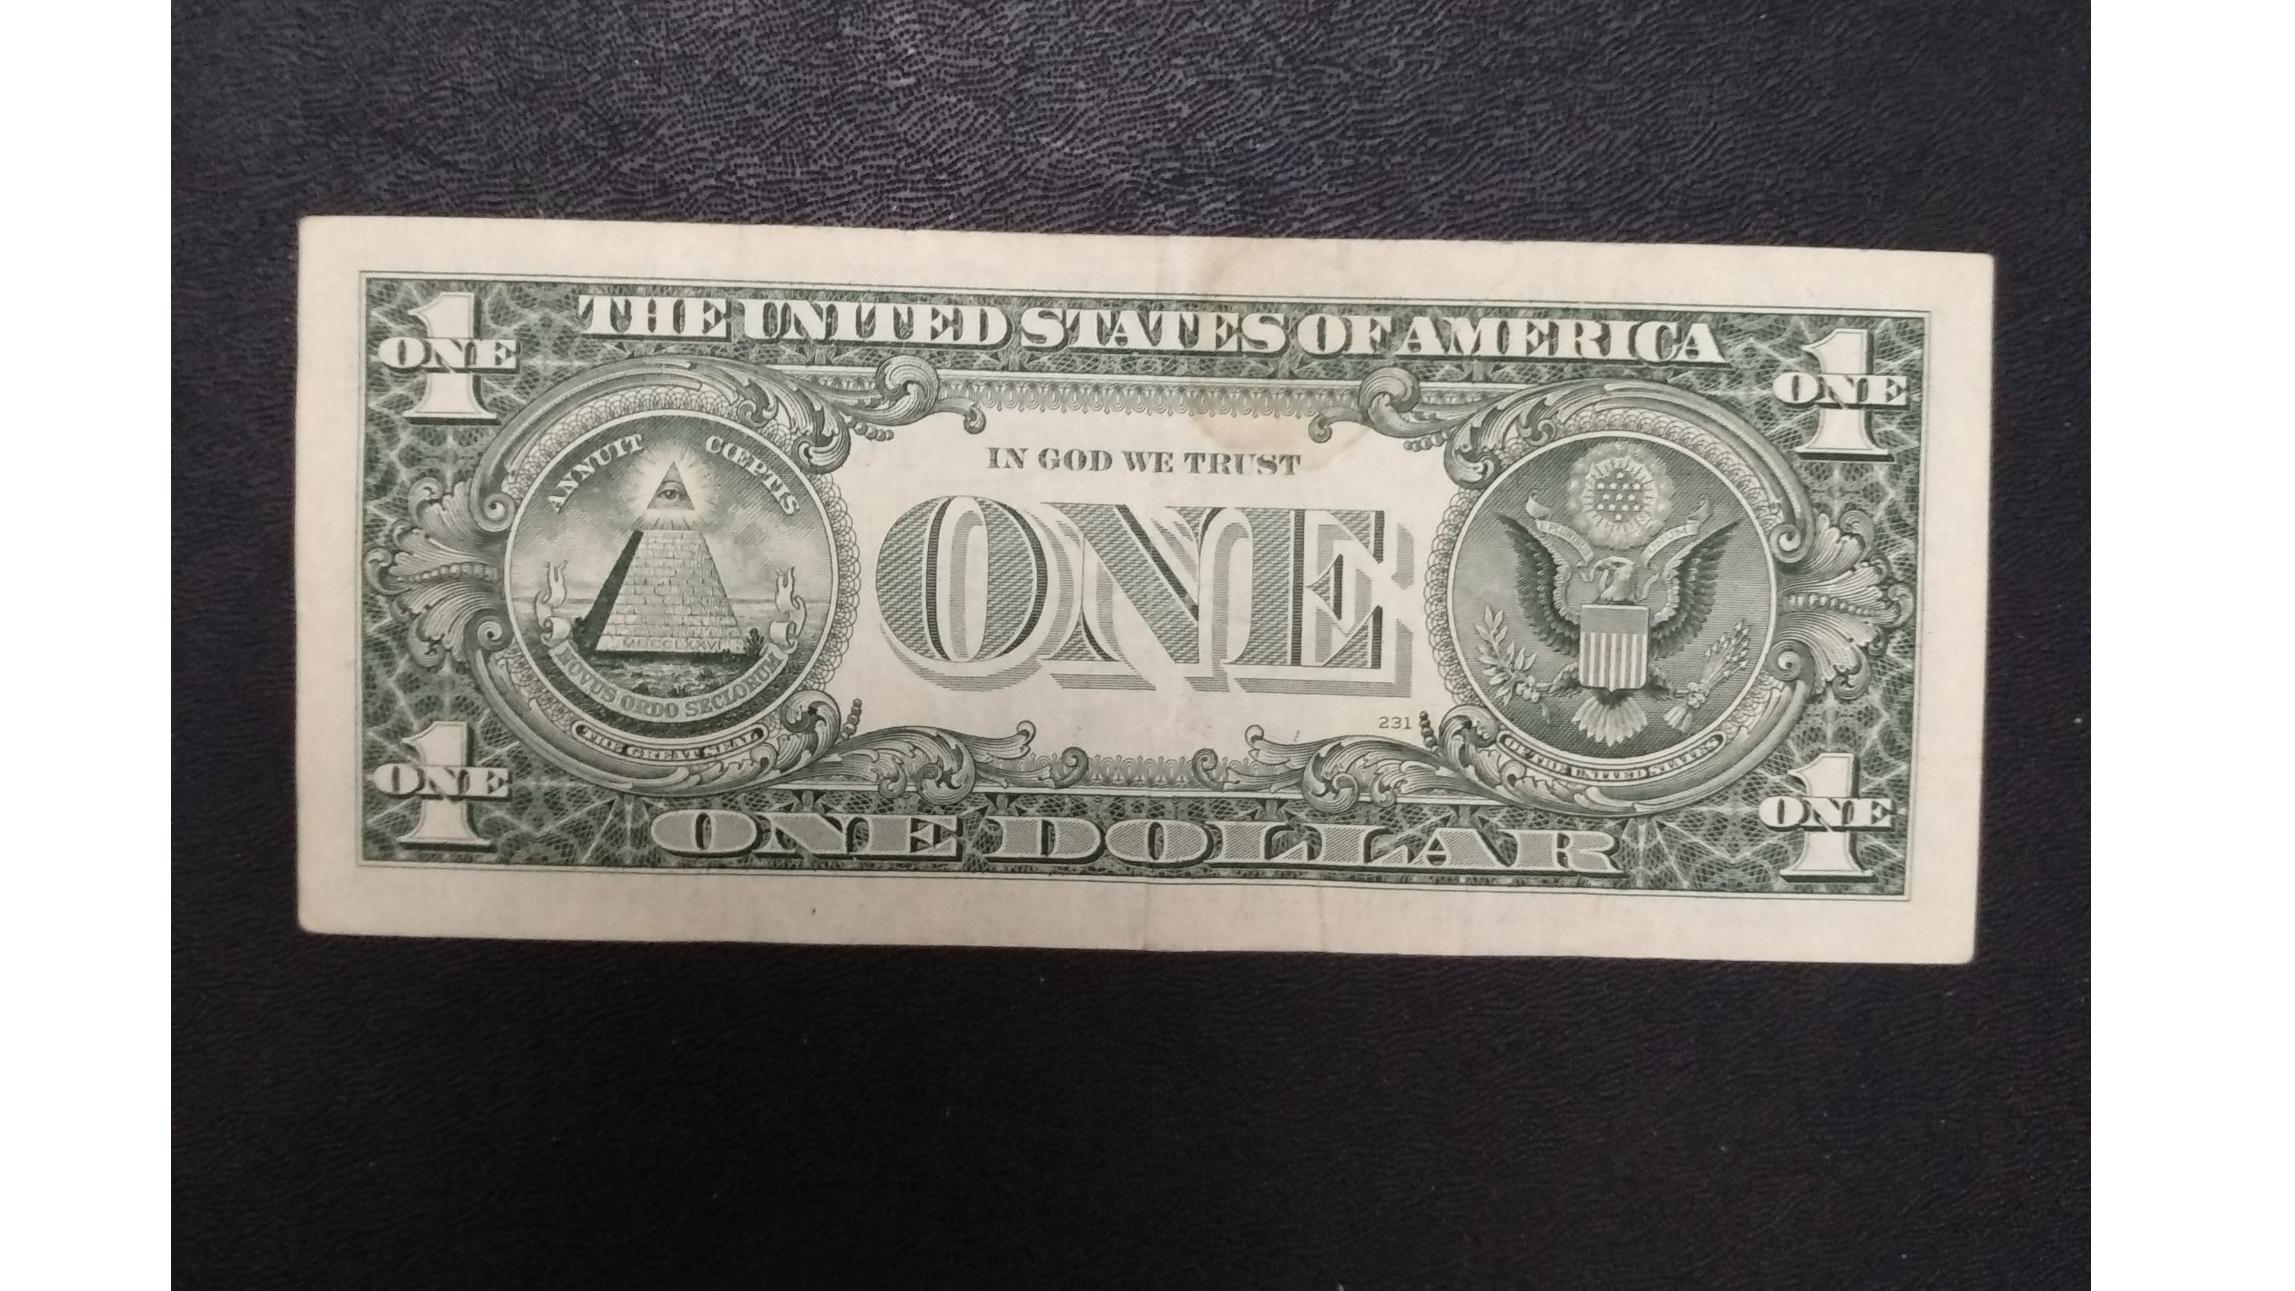 1
ONE
THE UNITED STATES OF AMERICA
1
ONE
ANNUIT CŒPTIS
IN GOD WE TRUST
ONE
MDCCLXXVI
NOVUS ORDO SECLORUM
THE GREAT SEAL
231
OF THE UNITED STATES
1
ONE
ONE DOLLAR
1
ONE